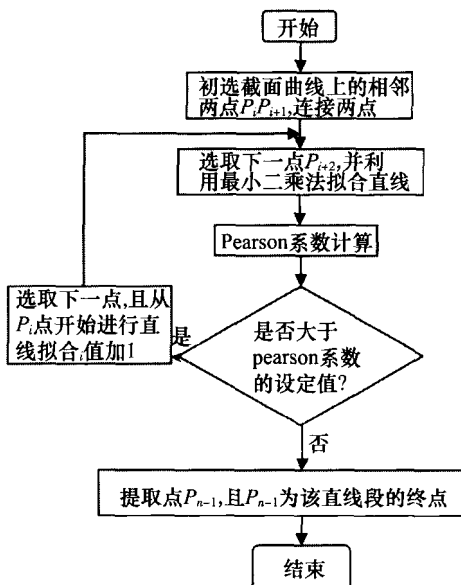 开始
初选截面曲线上的相邻
两点PiPi+1,连接两点
选取下一点Pi+2,并利
用最小二乘法拟合直线
Pearson系数计算
选取下一点,且从
Pi点开始进行直
线拟合,i值加1
是
是否大于
pearson系数
的设定值?
否
提取点Pn-1,且Pn-1为该直线段的终点
结束